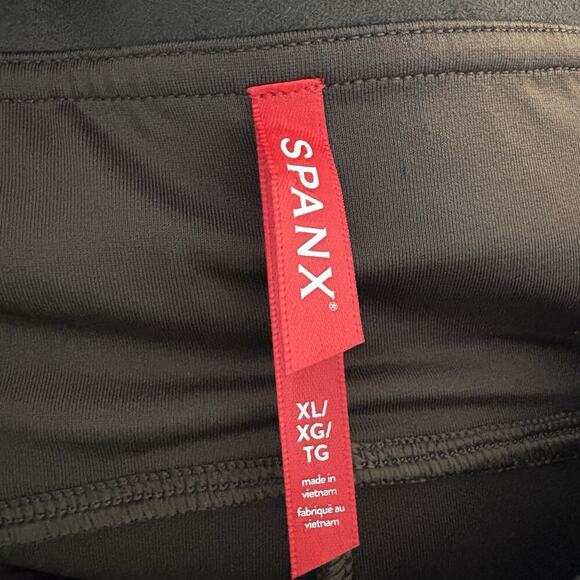 SPANX®
XL/
XG/
TG
made in
vietnam
fabriqué au
vietnam